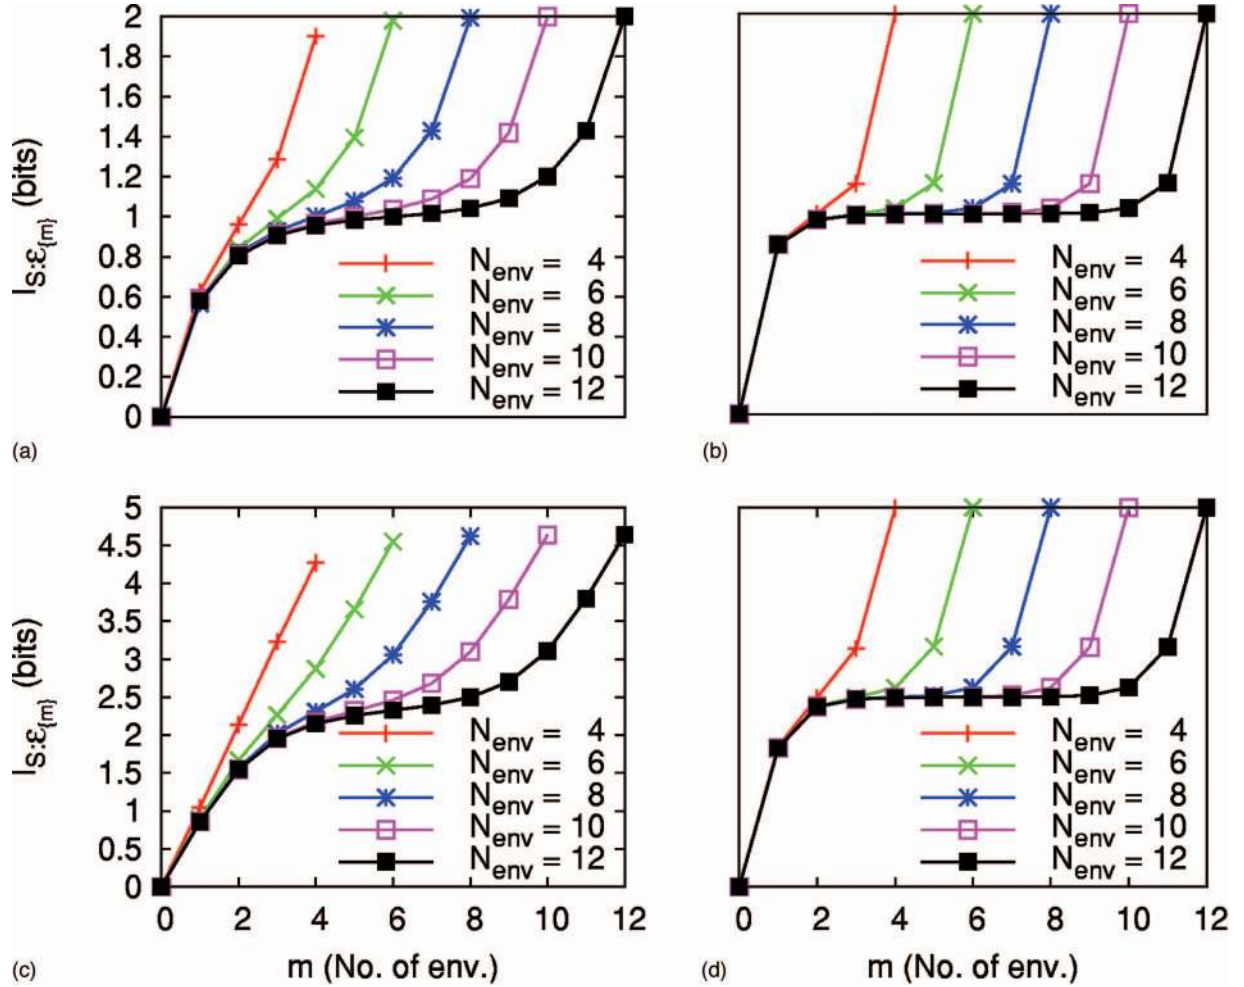 2
1.8
1.6
1.4
1.2
1
0.8
0.6
0.4
0.2
0
I_{S:ε_{m}} (bits)
N_env = 4
N_env = 6
N_env = 8
N_env = 10
N_env = 12
(a)
N_env = 4
N_env = 6
N_env = 8
N_env = 10
N_env = 12
(b)
5
4.5
4
3.5
3
2.5
2
1.5
1
0.5
0
I_{S:ε_{m}} (bits)
N_env = 4
N_env = 6
N_env = 8
N_env = 10
N_env = 12
0 2 4 6 8 10 12
m (No. of env.)
(c)
N_env = 4
N_env = 6
N_env = 8
N_env = 10
N_env = 12
0 2 4 6 8 10 12
m (No. of env.)
(d)